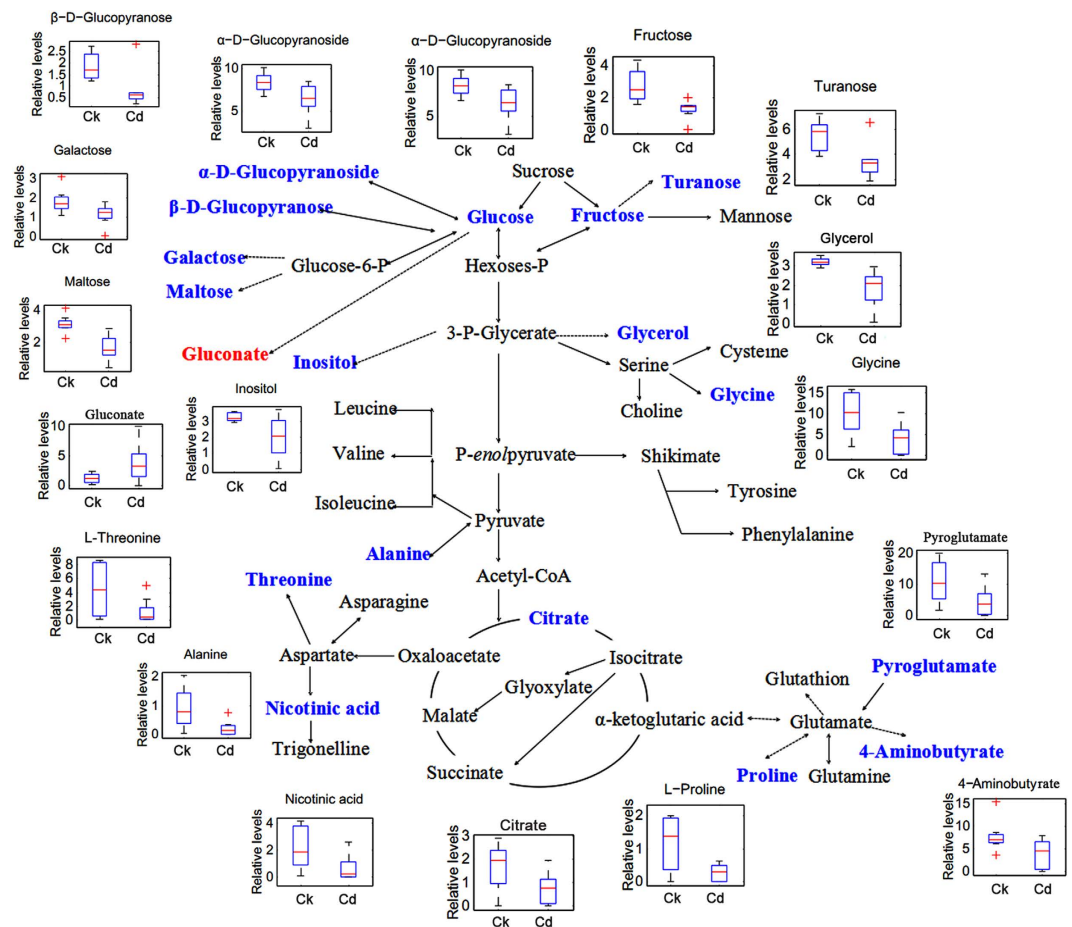 β-D-Glucopyranose
Relative levels
2.5
1.5
0.5
Ck Cd
α-D-Glucopyranoside
Relative levels
10
5
Ck Cd
α-D-Glucopyranoside
Relative levels
10
5
Ck Cd
Fructose
Relative levels
4
2
0
Ck Cd
Turanose
Relative levels
6
4
2
Ck Cd
Galactose
Relative levels
3
2
1
0
Ck Cd
Sucrose
α-D-Glucopyranoside
Turanose
β-D-Glucopyranose
Glucose
Fructose
Mannose
Galactose
Glucose-6-P
Hexoses-P
Maltose
Glycerol
Relative levels
3
2
1
0
Ck Cd
Maltose
Relative levels
4
2
Ck Cd
3-P-Glycerate
Glycerol
Gluconate
Inositol
Serine
Cysteine
Glycine
Choline
Glycine
Relative levels
15
10
5
0
Ck Cd
Gluconate
Relative levels
10
5
0
Ck Cd
Inositol
Relative levels
3
2
1
0
Ck Cd
Leucine
Valine
Isoleucine
P-enolpyruvate
Shikimate
Tyrosine
Phenylalanine
Pyruvate
Alanine
Acetyl-CoA
L-Threonine
Relative levels
8
6
4
2
0
Ck Cd
Pyroglutamate
Relative levels
20
10
0
Ck Cd
Threonine
Asparagine
Citrate
Aspartate
Oxaloacetate
Isocitrate
Glyoxylate
Glutathion
Pyroglutamate
Alanine
Relative levels
2
1
0
Ck Cd
Nicotinic acid
Malate
α-ketoglutaric acid
Glutamate
Trigonelline
Succinate
Proline
Glutamine
4-Aminobutyrate
Nicotinic acid
Relative levels
4
2
0
Ck Cd
Citrate
Relative levels
3
2
1
0
Ck Cd
L-Proline
Relative levels
2
1
0
Ck Cd
4-Aminobutyrate
Relative levels
15
10
5
0
Ck Cd